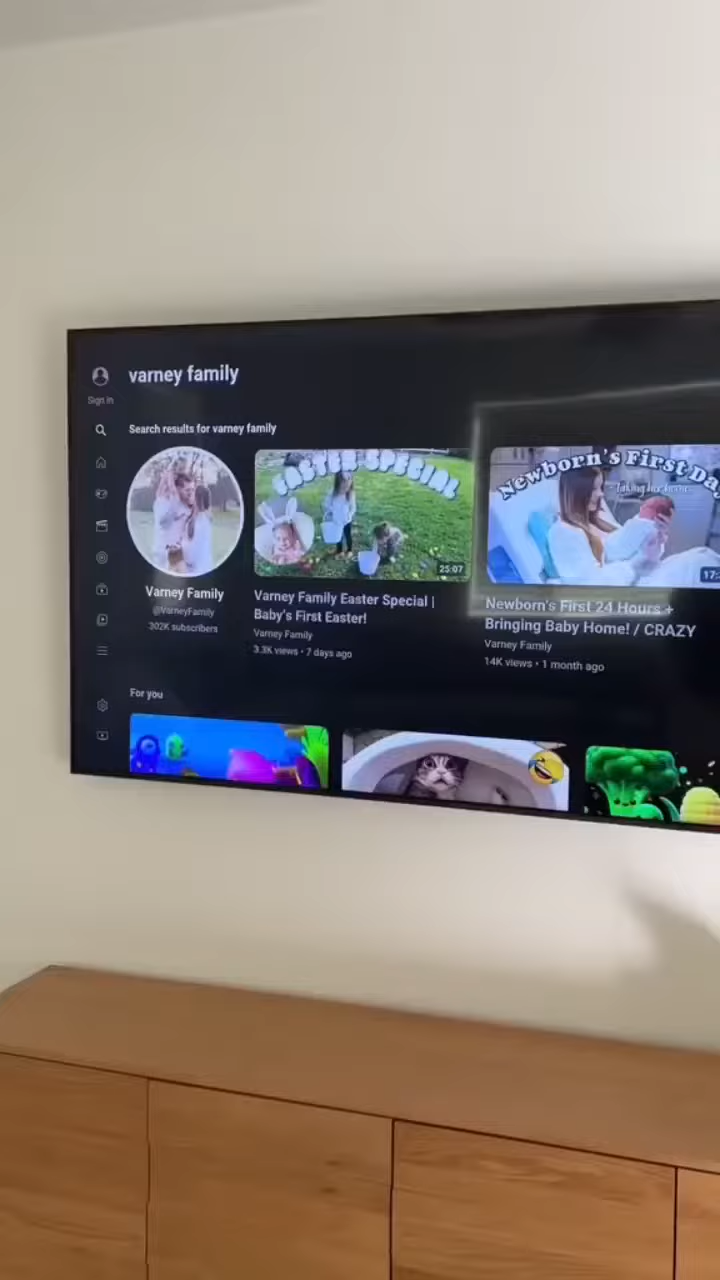 varney family
Sign in
Search results for varney family
EASTER SPECIAL
25:07
Newborn's First Da
17:
Varney Family
@VarneyFamily
302K subscribers
Varney Family Easter Special |
Baby's First Easter!
Varney Family
3.3K views • 7 days ago
Newborn's First 24 Hours +
Bringing Baby Home! / CRAZY
Varney Family
14K views • 1 month ago
For you